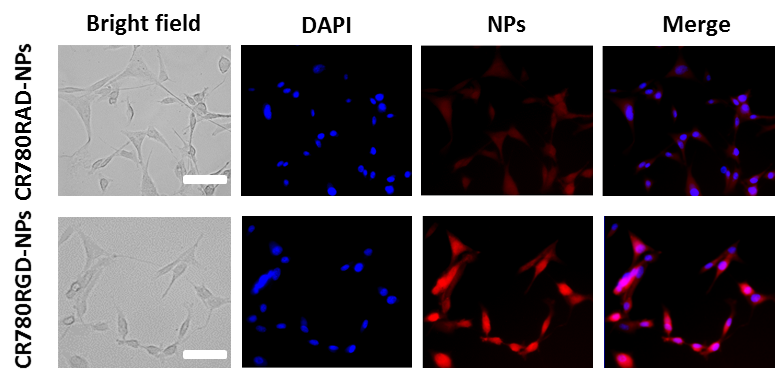 Bright field
DAPI
NPs
Merge
CR780RAD-NPs
CR780RGD-NPs